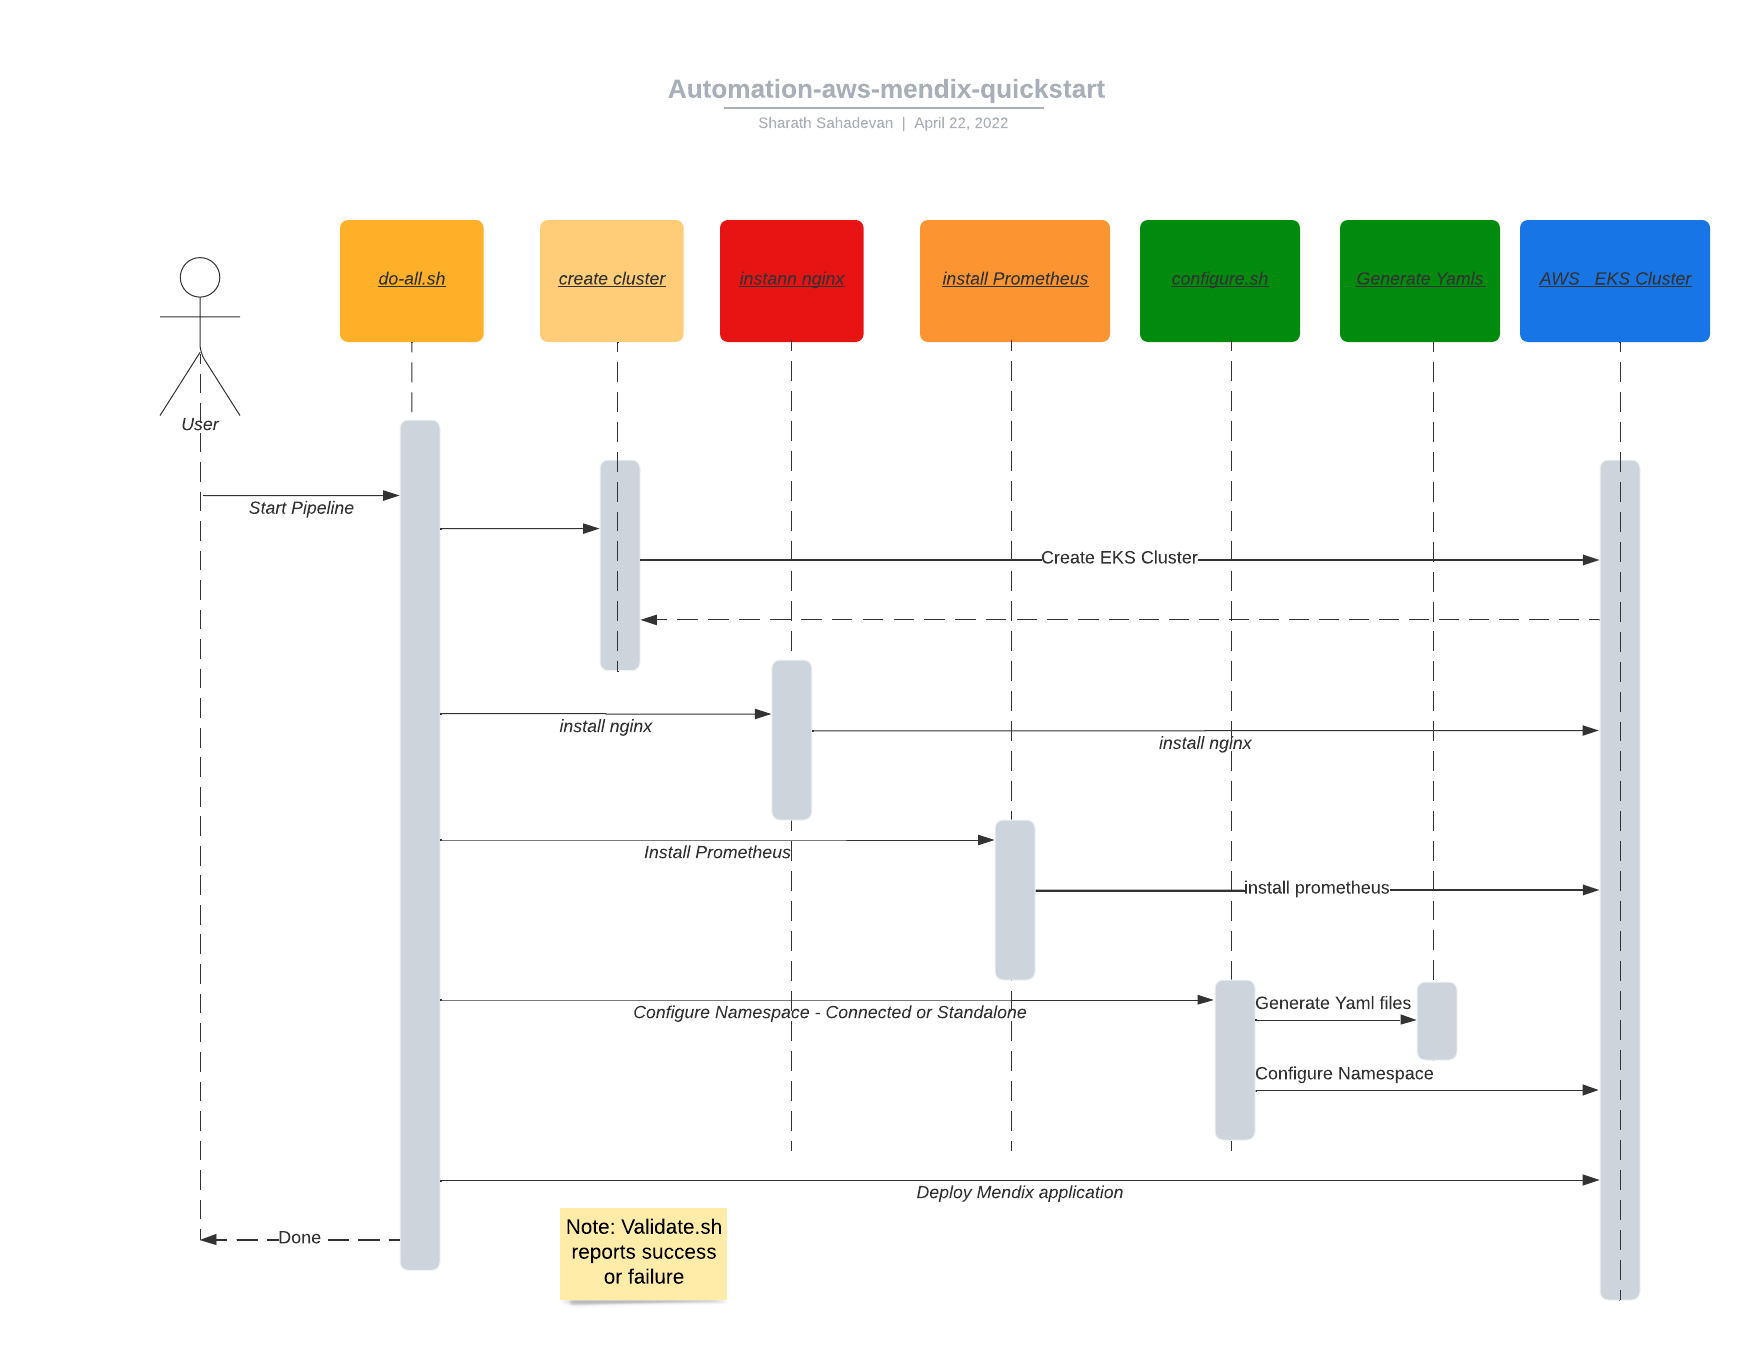 Automation-aws-mendix-quickstart
Sharath Sahadevan | April 22, 2022
do-all.sh
create cluster
instann nginx
install Prometheus
configure.sh
Generate Yamls
AWS EKS Cluster
User
Start Pipeline
Create EKS Cluster
install nginx
install nginx
Install Prometheus
install prometheus
Configure Namespace - Connected or Standalone
Generate Yaml files
Configure Namespace
Deploy Mendix application
Done
Note: Validate.sh
reports success
or failure